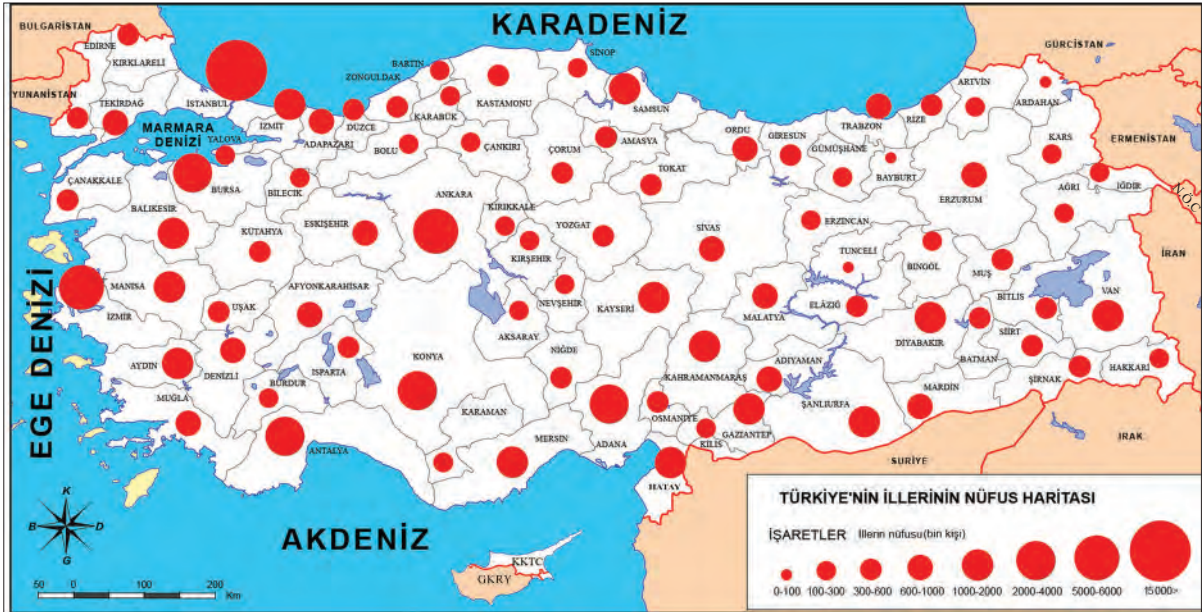 BULGARİSTAN
KARADENİZ
GÜRCİSTAN
EDİRNE
KIRKLARELİ
YUNANİSTAN
TEKİRDAĞ
İSTANBUL
MARMARA
DENİZİ
YALOVA
İZMİT
ADAPAZARI
DÜZCE
ZONGULDAK
BARTIN
KARABÜK
KASTAMONU
SİNOP
SAMSUN
ORDU
GİRESUN
TRABZON
RİZE
ARTVİN
ARDAHAN
KARS
ERMENİSTAN
ÇANAKKALE
BURSA
BİLECİK
BOLU
ÇANKIRI
ÇORUM
AMASYA
TOKAT
GÜMÜŞHANE
BAYBURT
ERZURUM
AĞRI
IĞDIR
NÖC
BALIKESİR
KÜTAHYA
ESKİŞEHİR
ANKARA
KIRIKKALE
KIRŞEHİR
YOZGAT
SİVAS
ERZİNCAN
TUNCELİ
BİNGÖL
MUŞ
BİTLİS
VAN
İRAN
EGE DENİZİ
MANİSA
İZMİR
UŞAK
AFYONKARAHİSAR
AKSARAY
NEVŞEHİR
KAYSERİ
MALATYA
ELÂZIĞ
DİYABAKIR
BATMAN
SİİRT
AYDIN
DENİZLİ
BURDUR
ISPARTA
KONYA
NİĞDE
KAHRAMANMARAŞ
ADIYAMAN
MARDİN
ŞIRNAK
HAKKARİ
MUĞLA
ANTALYA
KARAMAN
MERSİN
ADANA
OSMANİYE
KİLİS
GAZİANTEP
ŞANLIURFA
HATAY
SURİYE
IRAK
AKDENİZ
KKTC
GKRY
K
B
D
G
50 0 100 200
Km
TÜRKİYE'NİN İLLERİNİN NÜFUS HARİTASI
İŞARETLER İllerin nüfusu(bin kişi)
0-100 100-300 300-600 600-1000 1000-2000 2000-4000 5000-6000 15000≥